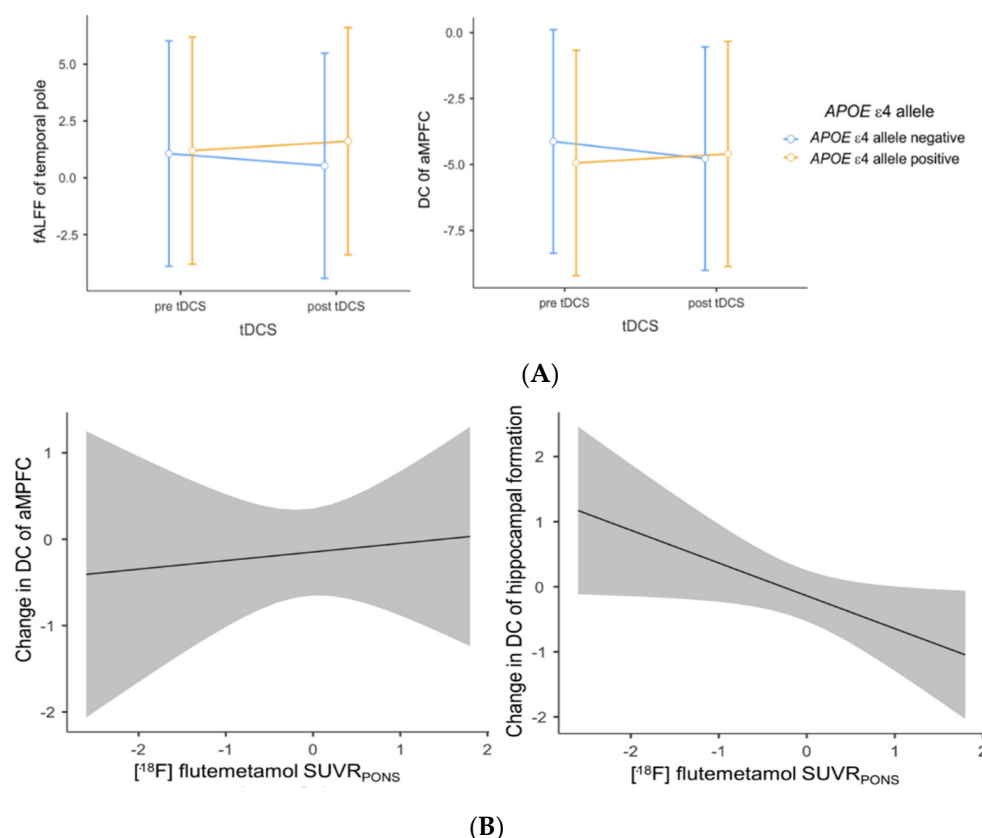 fALFF of temporal pole
5.0
2.5
0.0
-2.5
pre tDCS
post tDCS
tDCS
DC of aMPFC
0.0
-2.5
-5.0
-7.5
pre tDCS
post tDCS
tDCS
APOE ε4 allele
APOE ε4 allele negative
APOE ε4 allele positive
(A)
Change in DC of aMPFC
1
0
-1
-2
-2
-1
0
1
2
[18F] flutemetamol SUVRPONS
Change in DC of hippocampal formation
2
1
0
-1
-2
-2
-1
0
1
2
[18F] flutemetamol SUVRPONS
(B)